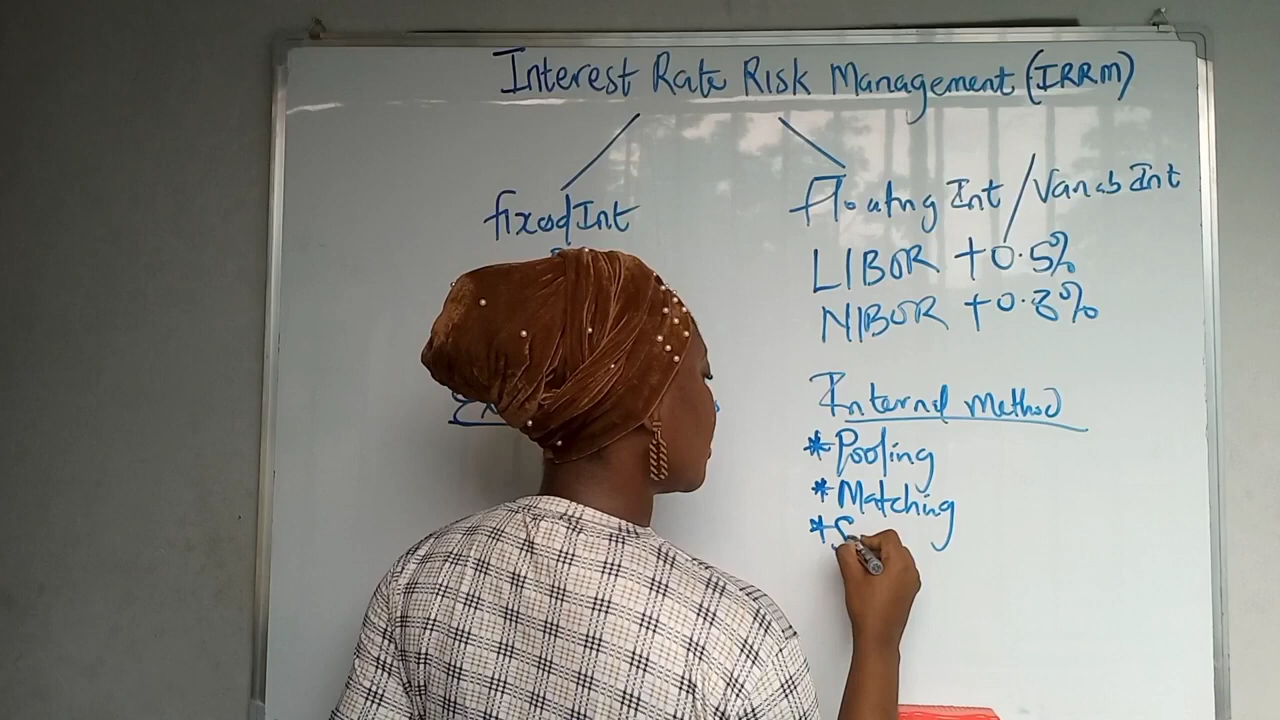 Interest Rate Risk Management (IRRM)
fixed Int
Floating Int / Variab Int
LIBOR +0.5%
NIBOR +0.8%
Internal Method
* Pooling
* Matching
* S